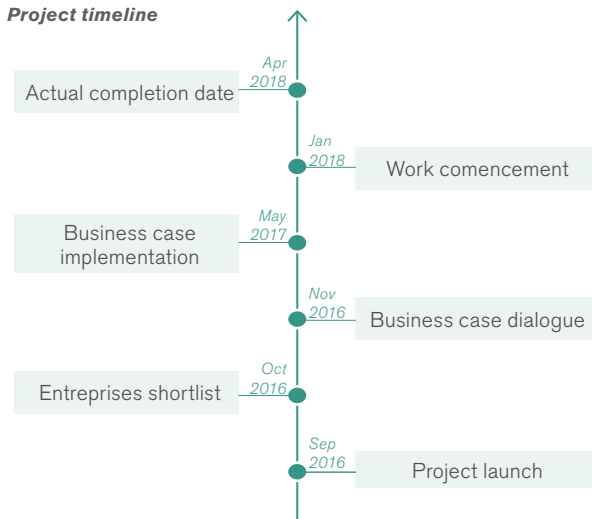 Project timeline
Apr
2018
Actual completion date
Jan
2018
Work comencement
May
2017
Business case
implementation
Nov
2016
Business case dialogue
Oct
2016
Entreprises shortlist
Sep
2016
Project launch